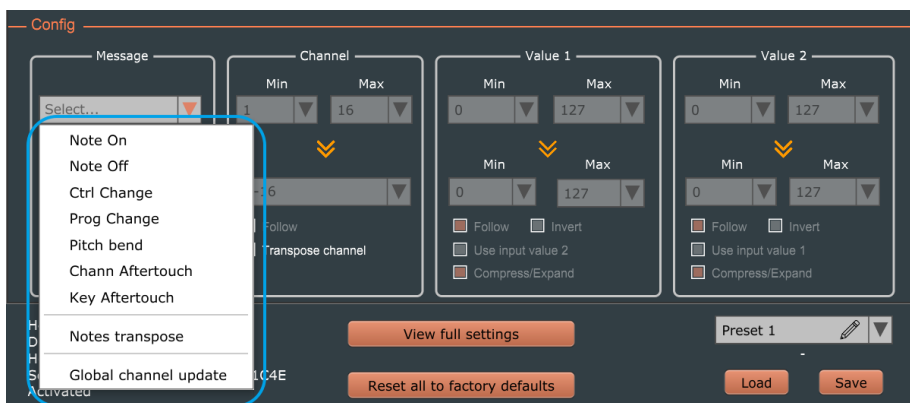 Config
Message
Channel
Value 1
Value 2
Min Max
Min Max
Min Max
Select...
1 16
0 127
0 127
Note On
Note Off
Ctrl Change
Prog Change
Pitch bend
Chann Aftertouch
Key Aftertouch
Notes transpose
Global channel update
Min Max
Min Max
0 127
0 127
Follow
Transpose channel
Follow Invert
Use input value 2
Compress/Expand
Follow Invert
Use input value 1
Compress/Expand
View full settings
Reset all to factory defaults
Preset 1
-
Load Save
1C4E
Activated